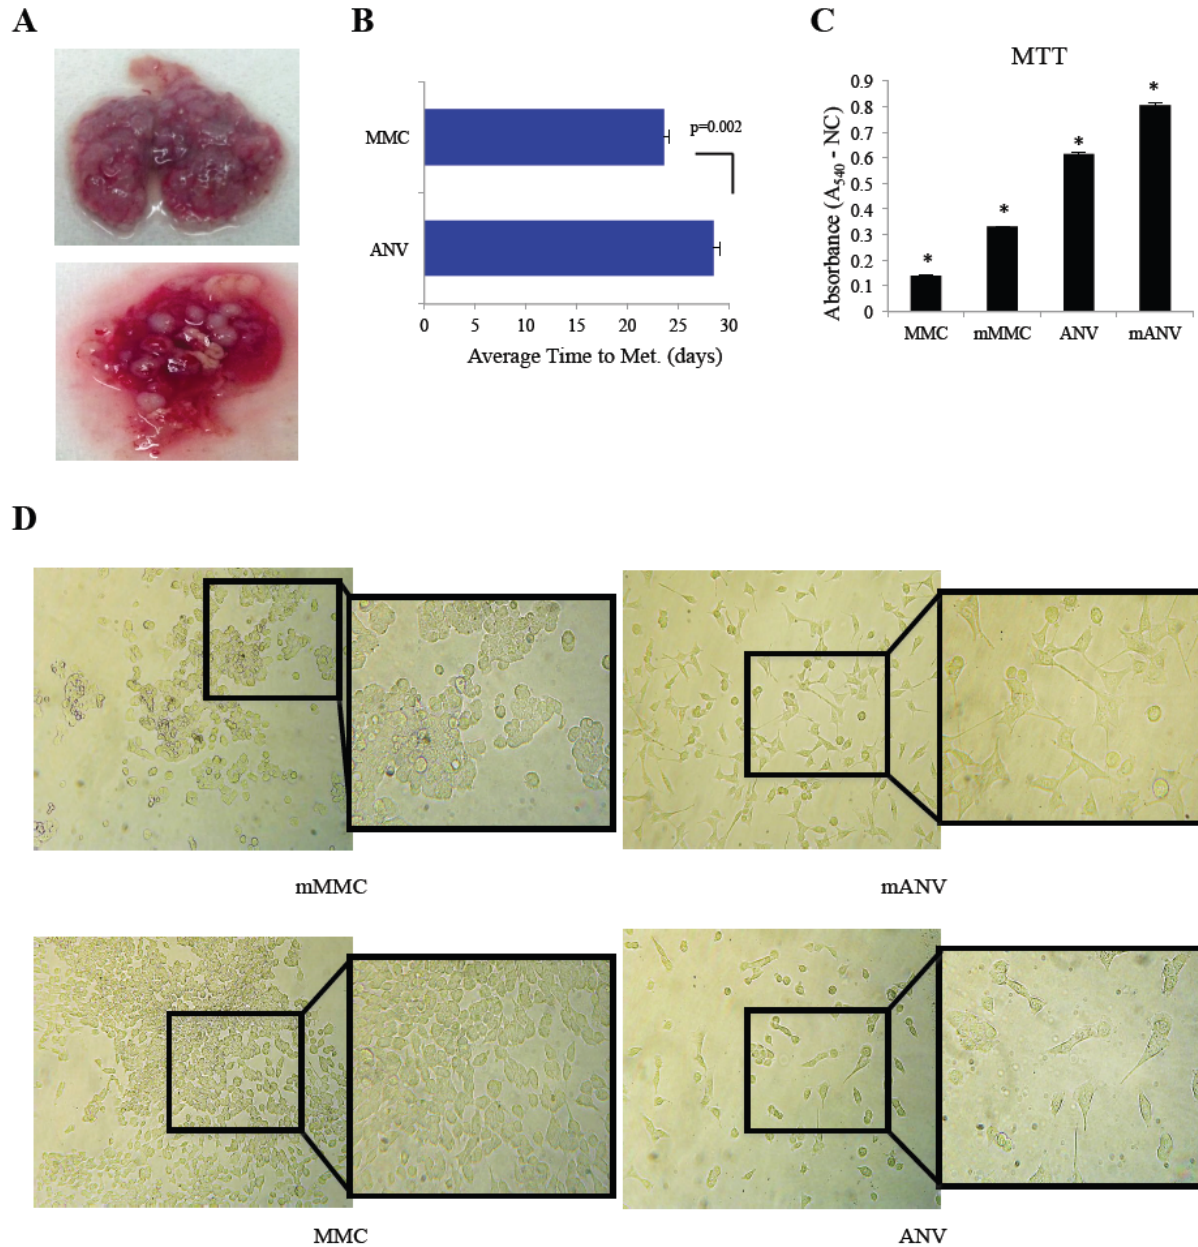 A
B
C
MTT
MMC
ANV
p=0.002
0 5 10 15 20 25 30
Average Time to Met. (days)
Absorbance (A540 - NC)
0.9
0.8
0.7
0.6
0.5
0.4
0.3
0.2
0.1
0
* * * *
MMC mMMC ANV mANV
D
mMMC mANV
MMC ANV